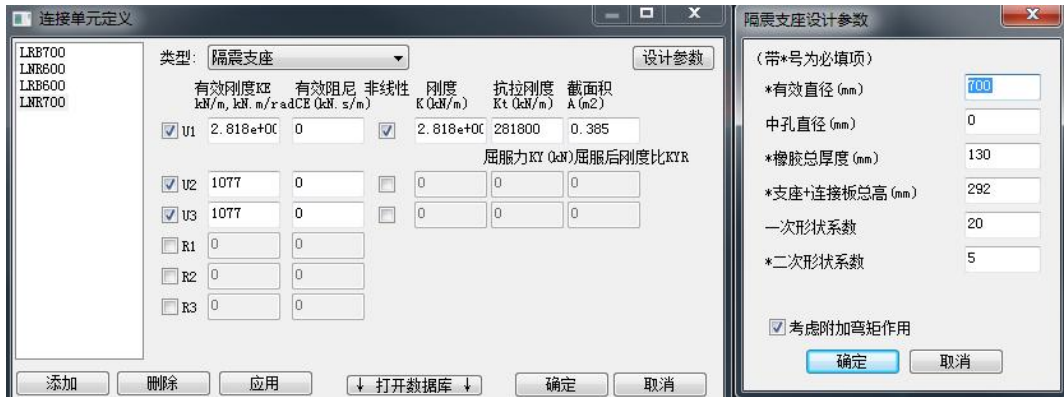 连接单元定义
LRB700
LNR600
LRB600
LNR700
类型: 隔震支座 设计参数
有效刚度KE 有效阻尼 非线性 刚度 抗拉刚度 截面积
kN/m,kN.m/radCE(kN.s/m) K(kN/m) Kt(kN/m) A(m2)
U1 2.818e+0 0 2.818e+0 281800 0.385
屈服力KY(kN)屈服后刚度比KYR
U2 1077 0 0 0 0
U3 1077 0 0 0 0
R1 0 0
R2 0 0
R3 0 0
添加 删除 应用 ↓ 打开数据库 ↓ 确定 取消
隔震支座设计参数
(带*号为必填项)
*有效直径(mm) 700
中孔直径(mm) 0
*橡胶总厚度(mm) 130
*支座+连接板总高(mm) 292
一次形状系数 20
*二次形状系数 5
考虑附加弯矩作用
确定 取消